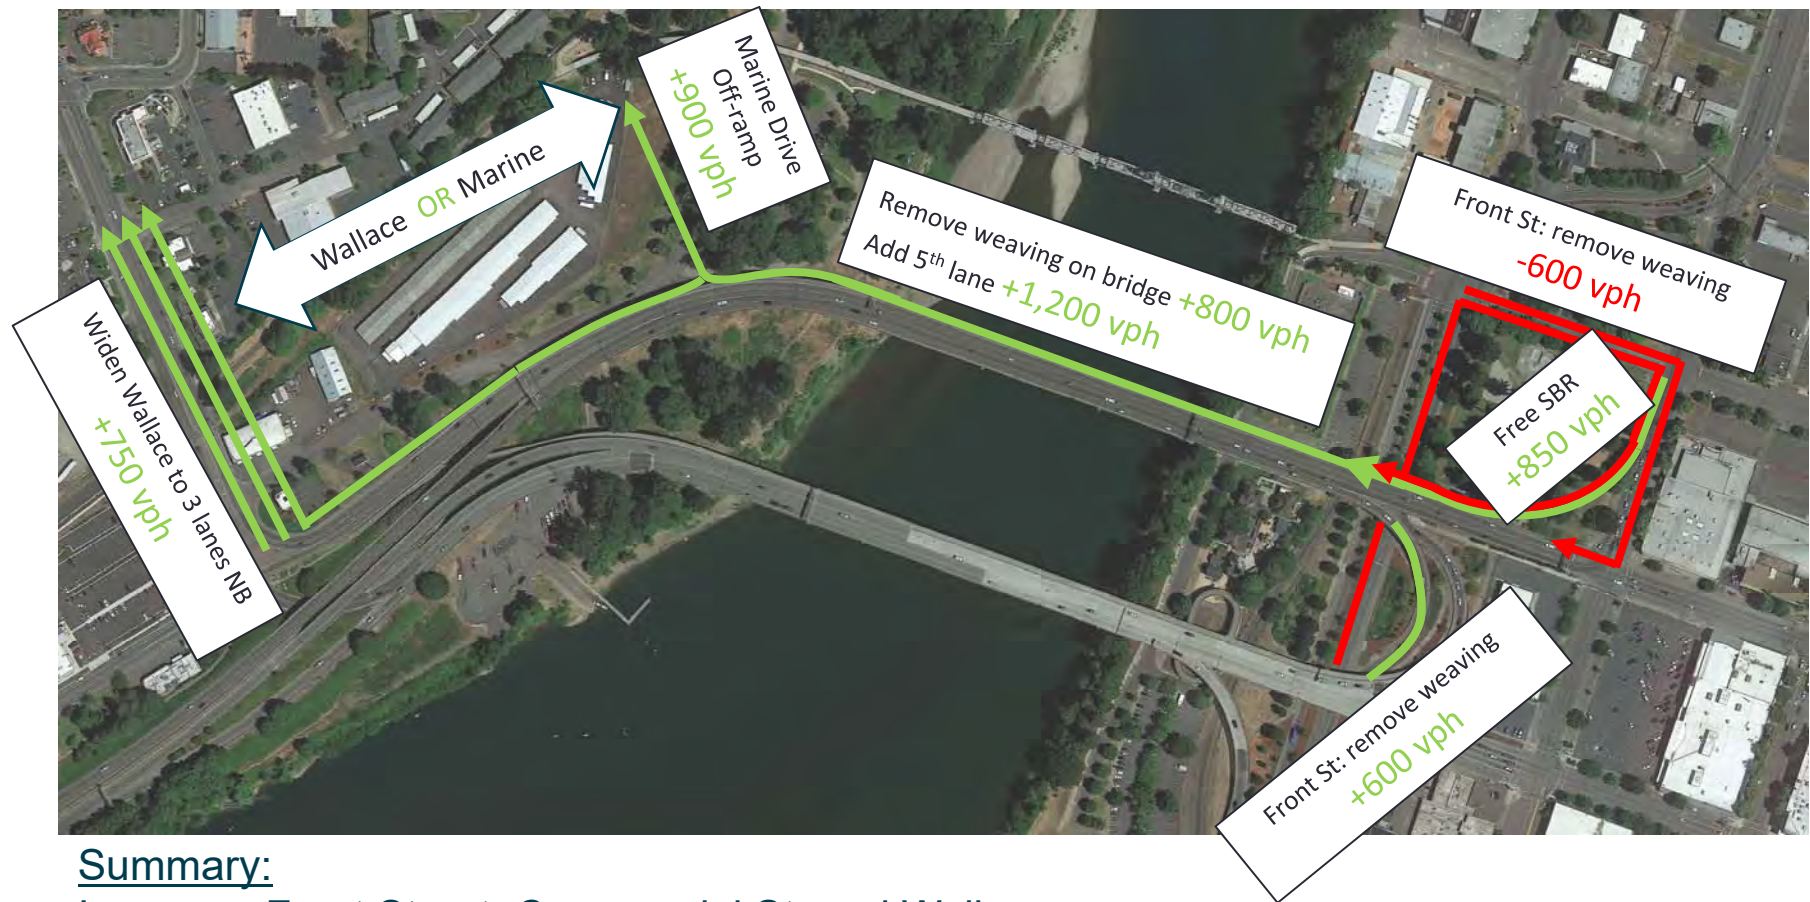 Marine Drive
Off-ramp
+900 vph
Wallace OR Marine
Remove weaving on bridge +800 vph
Add 5th lane +1,200 vph
Front St: remove weaving
-600 vph
Free SBR
+850 vph
Widen Wallace to 3 lanes NB
+750 vph
Front St: remove weaving
+600 vph
Summary: